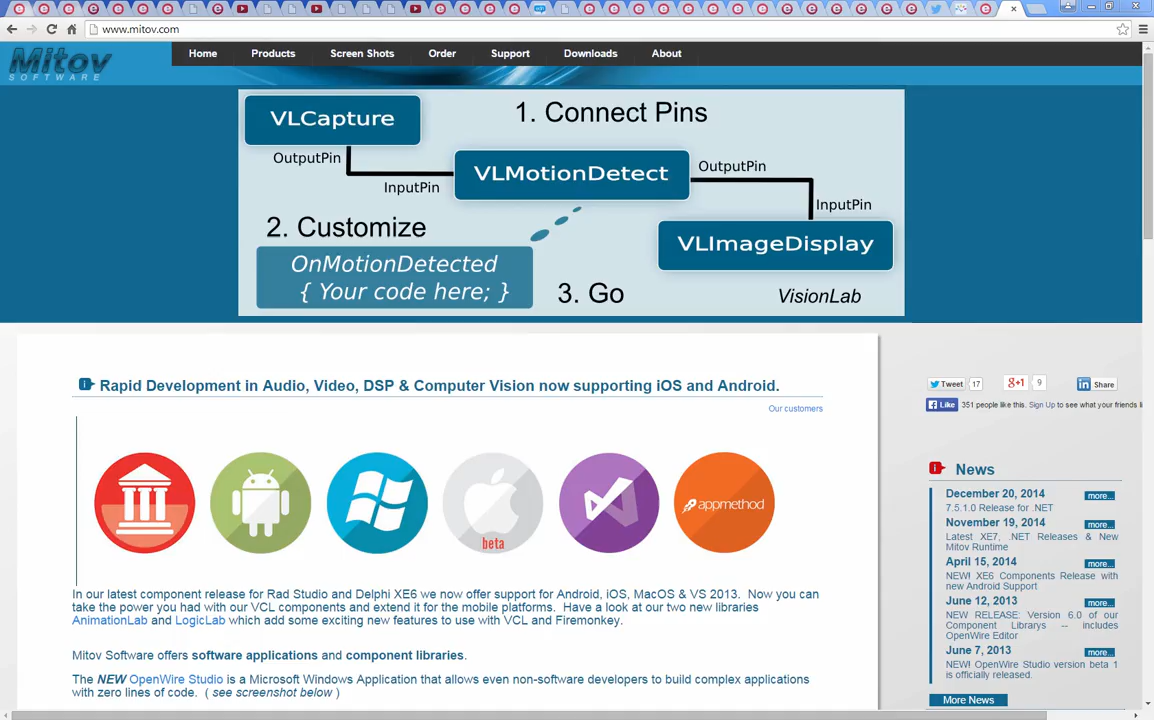 www.mitov.com
Mitov
SOFTWARE
Home Products Screen Shots Order Support Downloads About
VLCapture
1. Connect Pins
OutputPin
InputPin
VLMotionDetect
OutputPin
InputPin
2. Customize
VLImageDisplay
OnMotionDetected
{ Your code here; }
3. Go
VisionLab
Rapid Development in Audio, Video, DSP & Computer Vision now supporting iOS and Android.
Our customers
beta
appmethod
In our latest component release for Rad Studio and Delphi XE6 we now offer support for Android, iOS, MacOS & VS 2013. Now you can
take the power you had with our VCL components and extend it for the mobile platforms. Have a look at our two new libraries
AnimationLab and LogicLab which add some exciting new features to use with VCL and Firemonkey.
Mitov Software offers software applications and component libraries.
The NEW OpenWire Studio is a Microsoft Windows Application that allows even non-software developers to build complex applications
with zero lines of code. ( see screenshot below )
Tweet 17
g+1 9
in Share
Like 351 people like this. Sign Up to see what your friends li
News
December 20, 2014 more...
7.5.1.0 Release for .NET
November 19, 2014 more...
Latest XE7, .NET Releases & New
Mitov Runtime
April 15, 2014 more...
NEW! XE6 Components Release with
new Android Support
June 12, 2013 more...
NEW RELEASE: Version 6.0 of our
Component Librarys -- includes
OpenWire Editor
June 7, 2013 more...
NEW! OpenWire Studio version beta 1
is officially released.
More News